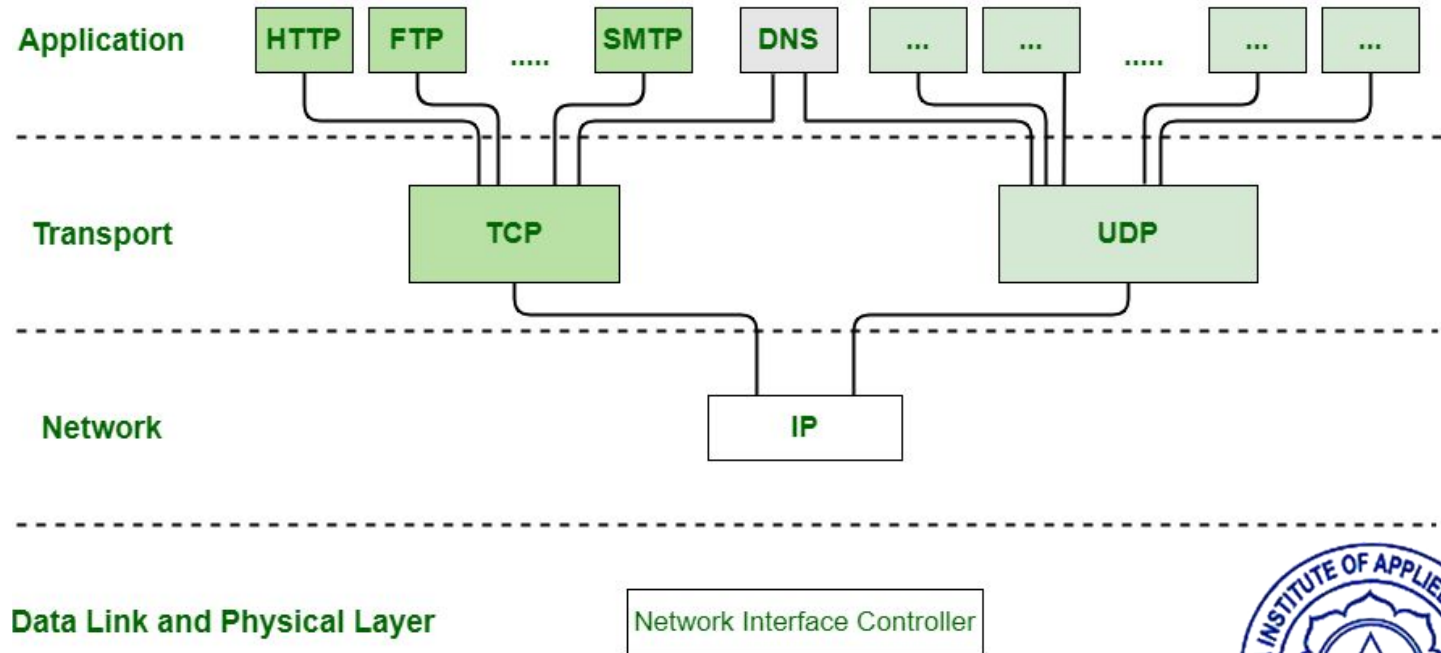 Application HTTP FTP ..... SMTP DNS ... ... ..... ... ...
Transport TCP UDP
Network IP
Data Link and Physical Layer Network Interface Controller
INSTITUTE OF